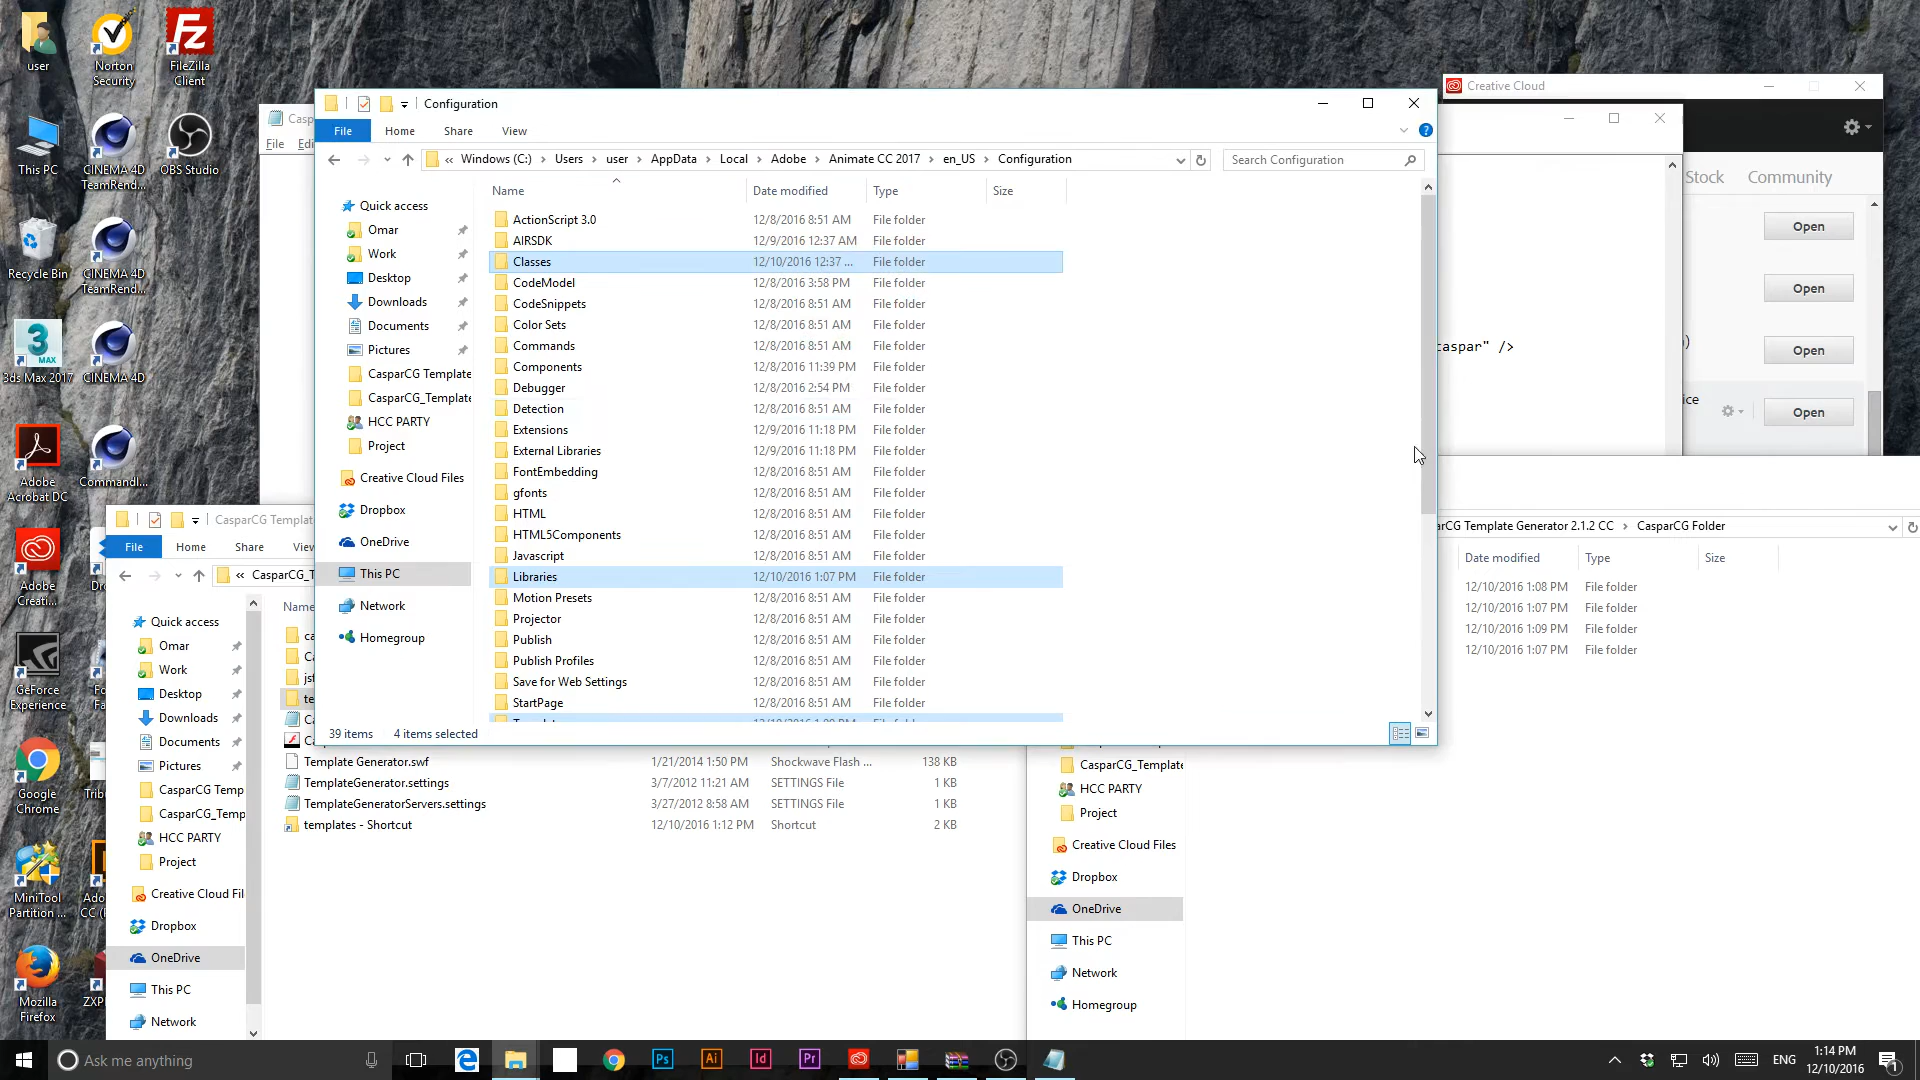 user
Norton Security
FileZilla Client
This PC
CINEMA 4D TeamRend...
OBS Studio
Recycle Bin
CINEMA 4D TeamRend...
3ds Max 2017
CINEMA 4D
Adobe Acrobat DC
Commandl...
Adobe Creati...
GeForce Experience
Google Chrome
MiniTool Partition ...
Mozilla Firefox
Configuration
File Home Share View
« Windows (C:) › Users › user › AppData › Local › Adobe › Animate CC 2017 › en_US › Configuration
Search Configuration
Name Date modified Type Size
Quick access
Omar
Work
Desktop
Downloads
Documents
Pictures
CasparCG Template
CasparCG_Template
HCC PARTY
Project
Creative Cloud Files
Dropbox
OneDrive
This PC
Network
Homegroup
ActionScript 3.0 12/8/2016 8:51 AM File folder
AIRSDK 12/9/2016 12:37 AM File folder
Classes 12/10/2016 12:37 ... File folder
CodeModel 12/8/2016 3:58 PM File folder
CodeSnippets 12/8/2016 8:51 AM File folder
Color Sets 12/8/2016 8:51 AM File folder
Commands 12/8/2016 8:51 AM File folder
Components 12/8/2016 11:39 PM File folder
Debugger 12/8/2016 2:54 PM File folder
Detection 12/8/2016 8:51 AM File folder
Extensions 12/9/2016 11:18 PM File folder
External Libraries 12/9/2016 11:18 PM File folder
FontEmbedding 12/8/2016 8:51 AM File folder
gfonts 12/8/2016 8:51 AM File folder
HTML 12/8/2016 8:51 AM File folder
HTML5Components 12/8/2016 8:51 AM File folder
Javascript 12/8/2016 8:51 AM File folder
Libraries 12/10/2016 1:07 PM File folder
Motion Presets 12/8/2016 8:51 AM File folder
Projector 12/8/2016 8:51 AM File folder
Publish 12/8/2016 8:51 AM File folder
Publish Profiles 12/8/2016 8:51 AM File folder
Save for Web Settings 12/8/2016 8:51 AM File folder
StartPage 12/8/2016 8:51 AM File folder
39 items 4 items selected
Creative Cloud
Stock Community
Open
Open
Open
Open
caspar" />
File
CasparCG Templat
File Home Share
« CasparCG_T
Name
Quick access
Omar
Work
Desktop
Downloads
Documents
Pictures
CasparCG Temp
CasparCG_Temp
HCC PARTY
Project
Creative Cloud Fil
Dropbox
OneDrive
This PC
Network
Template Generator.swf 1/21/2014 1:50 PM Shockwave Flash ... 138 KB
TemplateGenerator.settings 3/7/2012 11:21 AM SETTINGS File 1 KB
TemplateGeneratorServers.settings 3/27/2012 8:58 AM SETTINGS File 1 KB
templates - Shortcut 12/10/2016 1:12 PM Shortcut 2 KB
arCG Template Generator 2.1.2 CC › CasparCG Folder
Date modified Type Size
12/10/2016 1:08 PM File folder
12/10/2016 1:07 PM File folder
12/10/2016 1:09 PM File folder
12/10/2016 1:07 PM File folder
CasparCG_Template
HCC PARTY
Project
Creative Cloud Files
Dropbox
OneDrive
This PC
Network
Homegroup
Ask me anything
Ps
Ai
Id
Pr
ENG
1:14 PM
12/10/2016